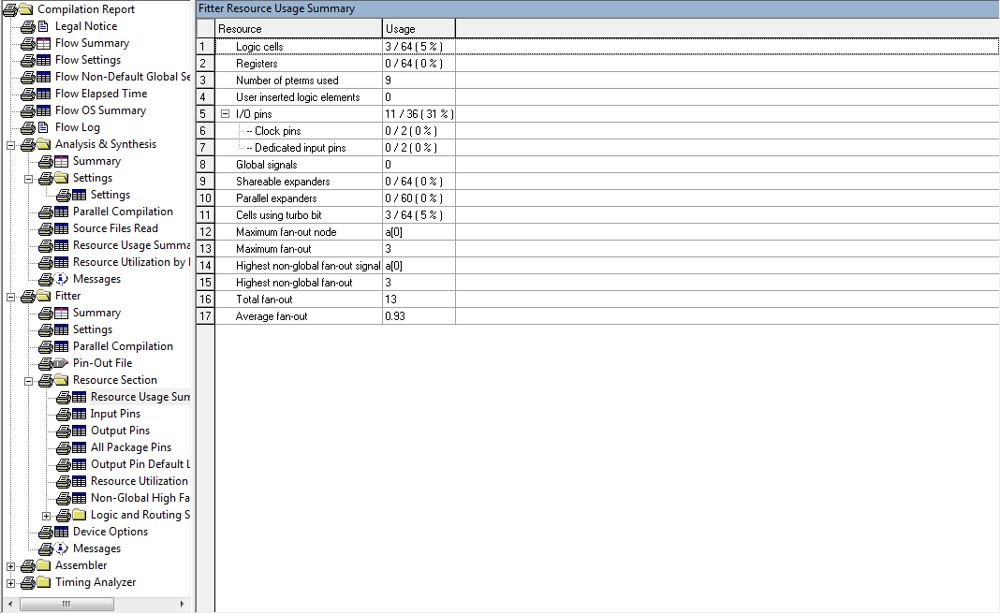 Compilation Report
Legal Notice
Flow Summary
Flow Settings
Flow Non-Default Global Se
Flow Elapsed Time
Flow OS Summary
Flow Log
Analysis & Synthesis
Summary
Settings
Settings
Parallel Compilation
Source Files Read
Resource Usage Summa
Resource Utilization by
Messages
Fitter
Summary
Settings
Parallel Compilation
Pin-Out File
Resource Section
Resource Usage Sum
Input Pins
Output Pins
All Package Pins
Output Pin Default L
Resource Utilization
Non-Global High Fa
Logic and Routing S
Device Options
Messages
Assembler
Timing Analyzer
Fitter Resource Usage Summary
Resource Usage
1 Logic cells 3 / 64 ( 5 % )
2 Registers 0 / 64 ( 0 % )
3 Number of pterms used 9
4 User inserted logic elements 0
5 I/O pins 11 / 36 ( 31 % )
6 -- Clock pins 0 / 2 ( 0 % )
7 -- Dedicated input pins 0 / 2 ( 0 % )
8 Global signals 0
9 Shareable expanders 0 / 64 ( 0 % )
10 Parallel expanders 0 / 60 ( 0 % )
11 Cells using turbo bit 3 / 64 ( 5 % )
12 Maximum fan-out node a[0]
13 Maximum fan-out 3
14 Highest non-global fan-out signal a[0]
15 Highest non-global fan-out 3
16 Total fan-out 13
17 Average fan-out 0.93